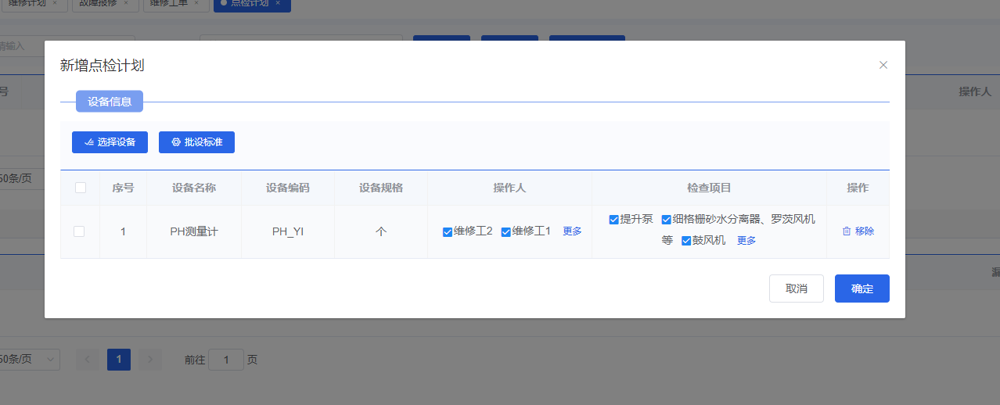 维修计划 × 故障报修 × 维修工单 × 点检计划 ×
请输入
新增点检计划
号
操作人
设备信息
选择设备 批设标准
50条/页
序号 设备名称 设备编码 设备规格 操作人 检查项目 操作
1 PH测量计 PH_YI 个 维修工2 维修工1 更多 提升泵 细格栅砂水分离器、罗茨风机
等 鼓风机 更多 移除
漏
取消 确定
50条/页 1 前往 1 页